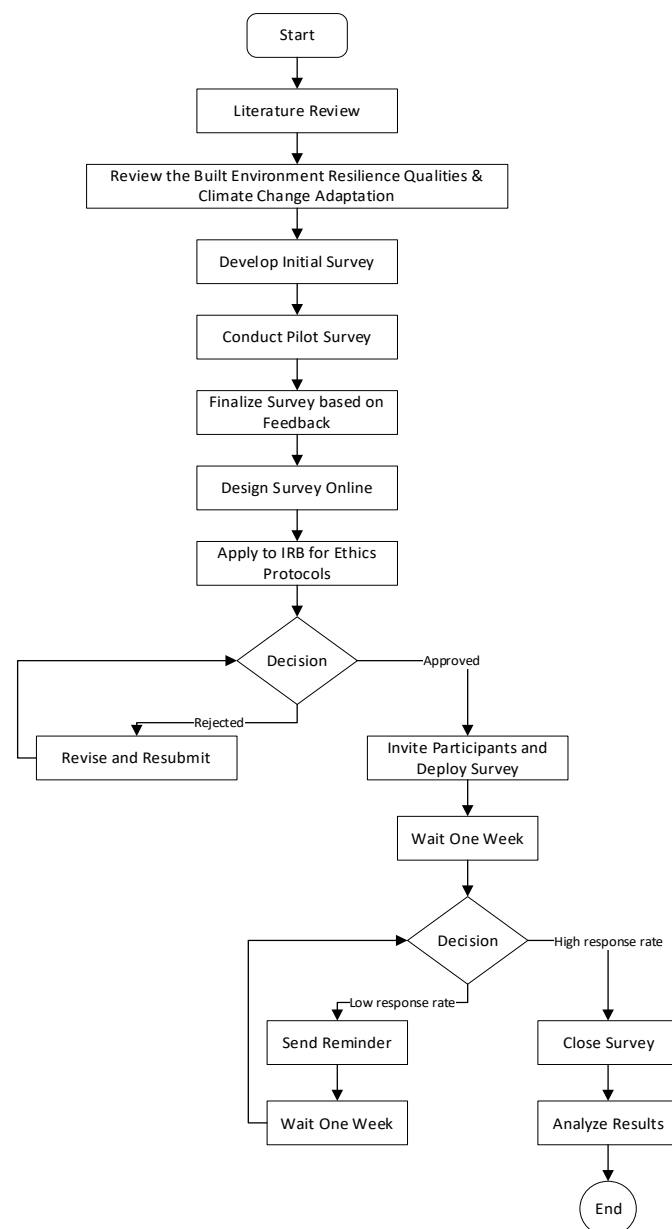 Start
Literature Review
Review the Built Environment Resilience Qualities &
Climate Change Adaptation
Develop Initial Survey
Conduct Pilot Survey
Finalize Survey based on
Feedback
Design Survey Online
Apply to IRB for Ethics
Protocols
Decision
Approved
Rejected
Revise and Resubmit
Invite Participants and
Deploy Survey
Wait One Week
Decision
High response rate
Low response rate
Send Reminder
Close Survey
Wait One Week
Analyze Results
End